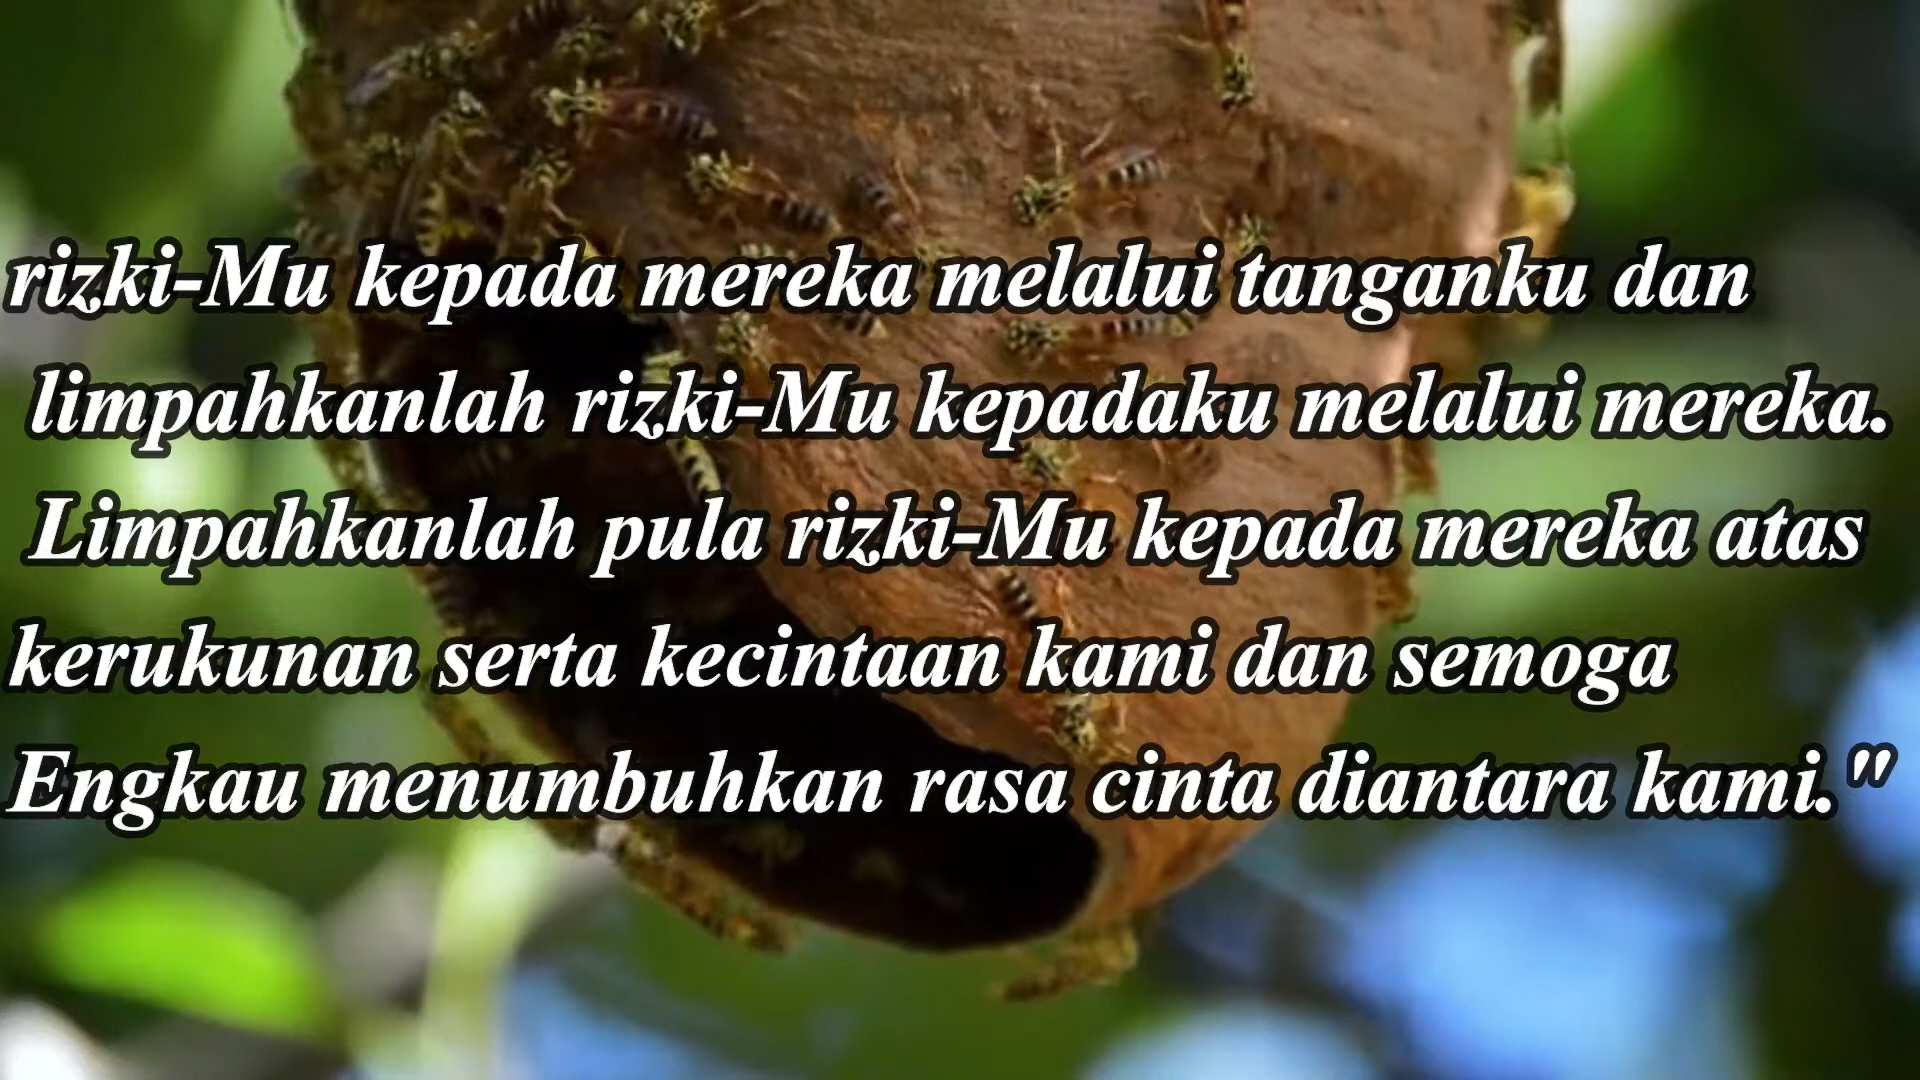 rizki-Mu kepada mereka melalui tanganku dan
limpahkanlah rizki-Mu kepadaku melalui mereka.
Limpahkanlah pula rizki-Mu kepada mereka atas
kerukunan serta kecintaan kami dan semoga
Engkau menumbuhkan rasa cinta diantara kami."